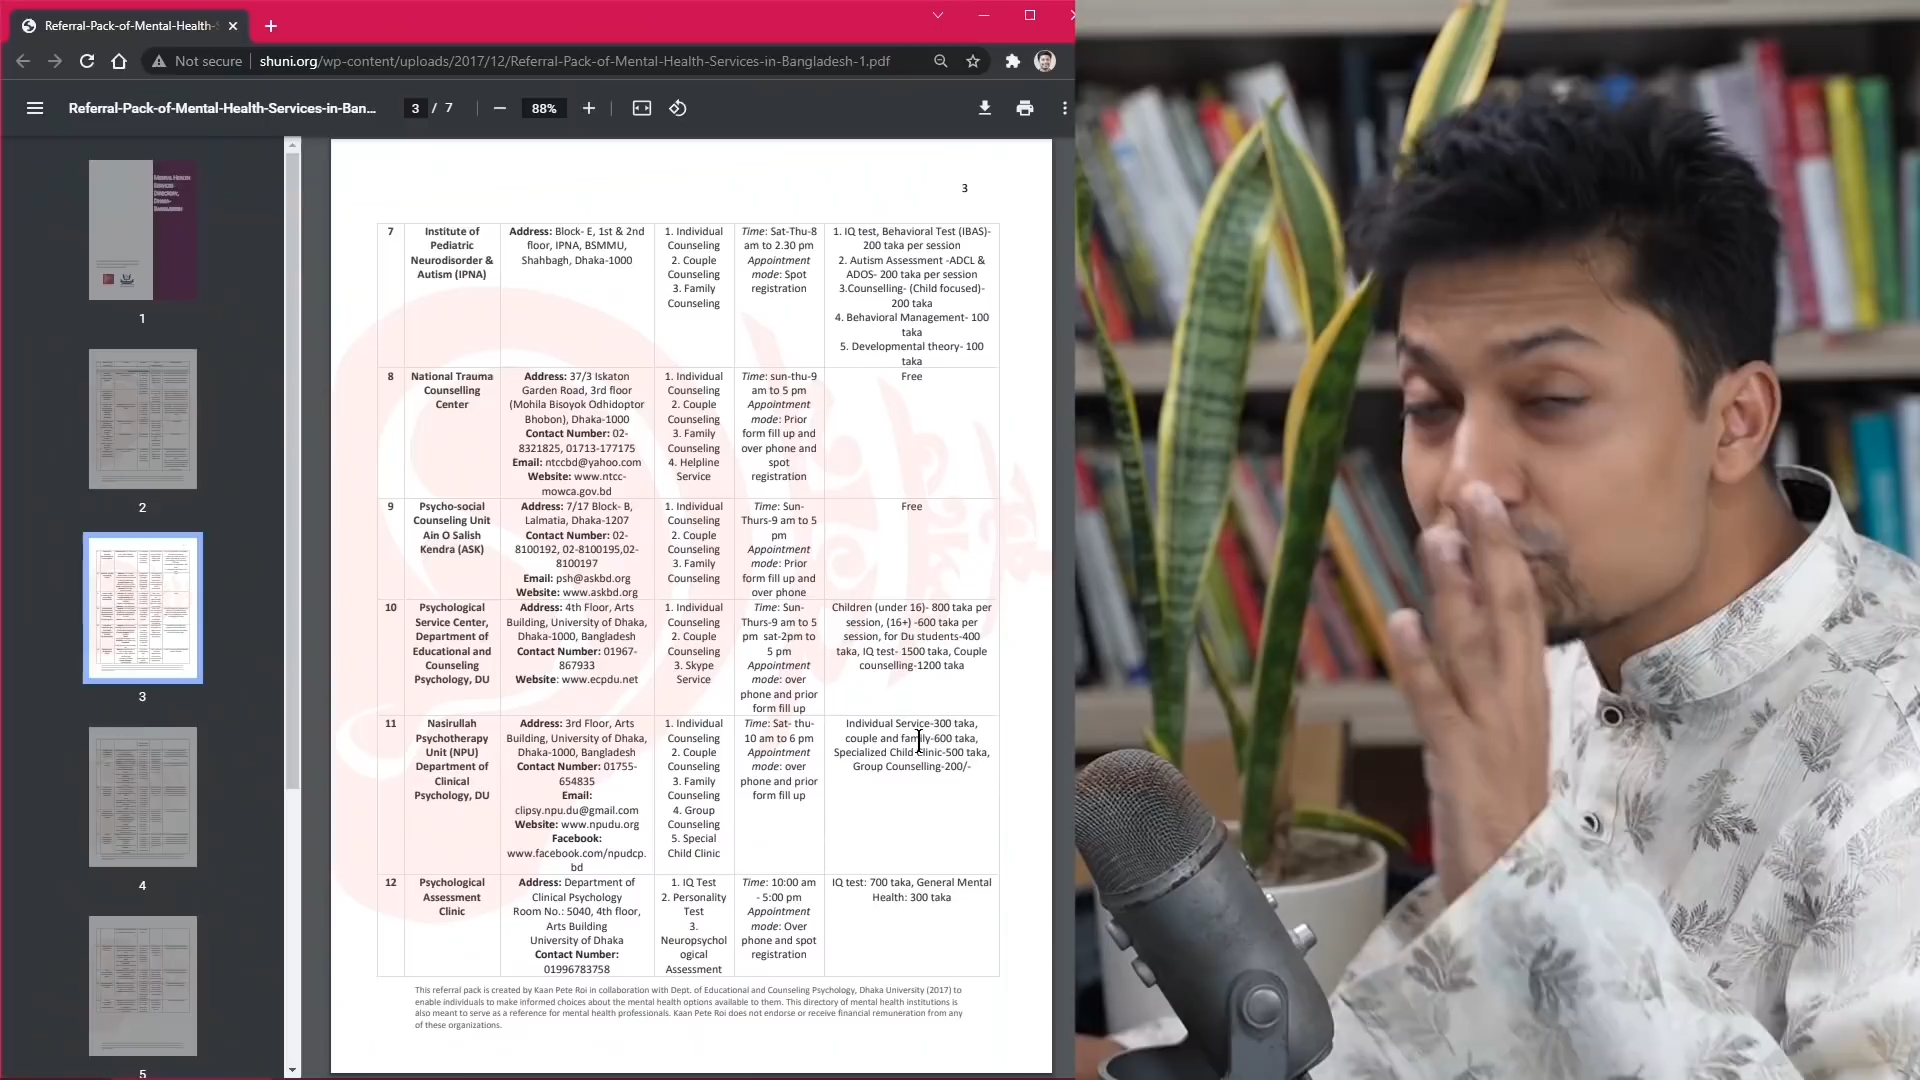 Referral-Pack-of-Mental-Health-
Not secure
shuni.org/wp-content/uploads/2017/12/Referral-Pack-of-Mental-Health-Services-in-Bangladesh-1.pdf
Referral-Pack-of-Mental-Health-Services-in-Ban...
3 / 7
88%
1
2
3
4
5
3
7
Institute of
Pediatric
Neurodisorder &
Autism (IPNA)
Address: Block- E, 1st & 2nd
floor, IPNA, BSMMU,
Shahbagh, Dhaka-1000
1. Individual
Counseling
2. Couple
Counseling
3. Family
Counseling
Time: Sat-Thu-8
am to 2.30 pm
Appointment
mode: Spot
registration
1. IQ test, Behavioral Test (IBAS)-
200 taka per session
2. Autism Assessment -ADCL &
ADOS- 200 taka per session
3.Counselling- (Child focused)-
200 taka
4. Behavioral Management- 100
taka
5. Developmental theory- 100
taka
8
National Trauma
Counselling
Center
Address: 37/3 Iskaton
Garden Road, 3rd floor
(Mohila Bisoyok Odhidoptor
Bhobon), Dhaka-1000
Contact Number: 02-
8321825, 01713-177175
Email: ntccbd@yahoo.com
Website: www.ntcc-
mowca.gov.bd
1. Individual
Counseling
2. Couple
Counseling
3. Family
Counseling
4. Helpline
Service
Time: sun-thu-9
am to 5 pm
Appointment
mode: Prior
form fill up and
over phone and
spot
registration
Free
9
Psycho-social
Counseling Unit
Ain O Salish
Kendra (ASK)
Address: 7/17 Block- B,
Lalmatia, Dhaka-1207
Contact Number: 02-
8100192, 02-8100195,02-
8100197
Email: psh@askbd.org
Website: www.askbd.org
1. Individual
Counseling
2. Couple
Counseling
3. Family
Counseling
Time: Sun-
Thurs-9 am to 5
pm
Appointment
mode: Prior
form fill up and
over phone
Free
10
Psychological
Service Center,
Department of
Educational and
Counseling
Psychology, DU
Address: 4th Floor, Arts
Building, University of Dhaka,
Dhaka-1000, Bangladesh
Contact Number: 01967-
867933
Website: www.ecpdu.net
1. Individual
Counseling
2. Couple
Counseling
3. Skype
Service
Time: Sun-
Thurs-9 am to 5
pm sat-2pm to
5 pm
Appointment
mode: over
phone and prior
form fill up
Children (under 16)- 800 taka per
session, (16+) -600 taka per
session, for Du students-400
taka, IQ test- 1500 taka, Couple
counselling-1200 taka
11
Nasirullah
Psychotherapy
Unit (NPU)
Department of
Clinical
Psychology, DU
Address: 3rd Floor, Arts
Building, University of Dhaka,
Dhaka-1000, Bangladesh
Contact Number: 01755-
654835
Email:
clipsy.npu.du@gmail.com
Website: www.npudu.org
Facebook:
www.facebook.com/npudcp.
bd
1. Individual
Counseling
2. Couple
Counseling
3. Family
Counseling
4. Group
Counseling
5. Special
Child Clinic
Time: Sat- thu-
10 am to 6 pm
Appointment
mode: over
phone and prior
form fill up
Individual Service-300 taka,
couple and family-600 taka,
Specialized Child Clinic-500 taka,
Group Counselling-200/-
12
Psychological
Assessment
Clinic
Address: Department of
Clinical Psychology
Room No.: 5040, 4th floor,
Arts Building
University of Dhaka
Contact Number:
01996783758
1. IQ Test
2. Personality
Test
3.
Neuropsychol
ogical
Assessment
Time: 10:00 am
- 5:00 pm
Appointment
mode: Over
phone and spot
registration
IQ test: 700 taka, General Mental
Health: 300 taka
This referral pack is created by Kaan Pete Roi in collaboration with Dept. of Educational and Counseling Psychology, Dhaka University (2017) to
enable individuals to make informed choices about the mental health options available to them. This directory of mental health institutions is
also meant to serve as a reference for mental health professionals. Kaan Pete Roi does not endorse or receive financial remuneration from any
of these organizations.